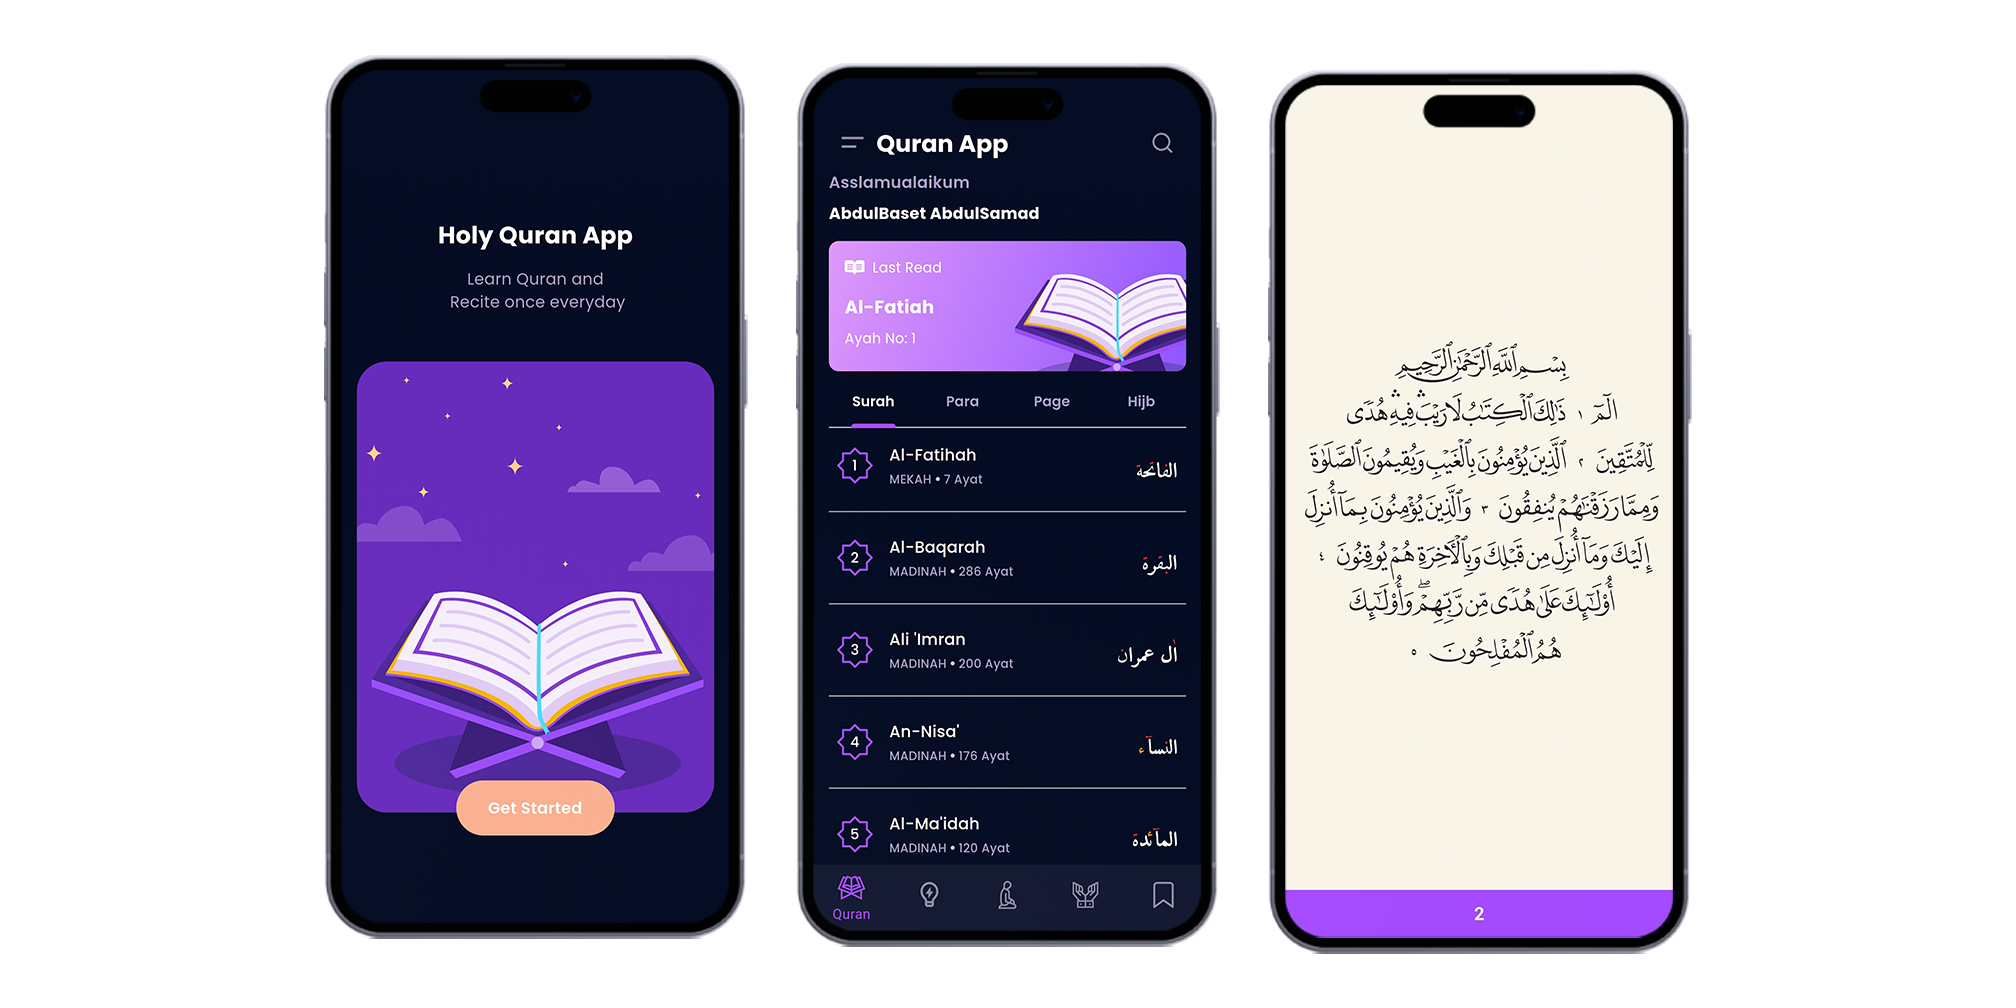 Holy Quran App
Learn Quran and
Recite once everyday
Get Started
Quran App
Asslamualaikum
AbdulBaset AbdulSamad
Last Read
Al-Fatiah
Ayah No: 1
Surah Para Page Hijb
1 Al-Fatihah الفاتحة
MEKAH • 7 Ayat
2 Al-Baqarah البقرة
MADINAH • 286 Ayat
3 Ali 'Imran اٰل عمران
MADINAH • 200 Ayat
4 An-Nisa' النسآء
MADINAH • 176 Ayat
5 Al-Ma'idah المآئدة
MADINAH • 120 Ayat
Quran
بِسْمِ ٱللَّهِ ٱلرَّحْمَٰنِ ٱلرَّحِيمِ
الٓمٓ ١ ذَٰلِكَ ٱلْكِتَٰبُ لَا رَيْبَ ۛ فِيهِ ۛ هُدًى
لِّلْمُتَّقِينَ ٢ ٱلَّذِينَ يُؤْمِنُونَ بِٱلْغَيْبِ وَيُقِيمُونَ ٱلصَّلَوٰةَ
وَمِمَّا رَزَقْنَٰهُمْ يُنفِقُونَ ٣ وَٱلَّذِينَ يُؤْمِنُونَ بِمَآ أُنزِلَ
إِلَيْكَ وَمَآ أُنزِلَ مِن قَبْلِكَ وَبِٱلْءَاخِرَةِ هُمْ يُوقِنُونَ ٤
أُو۟لَٰٓئِكَ عَلَىٰ هُدًى مِّن رَّبِّهِمْ ۖ وَأُو۟لَٰٓئِكَ
هُمُ ٱلْمُفْلِحُونَ ٥
2